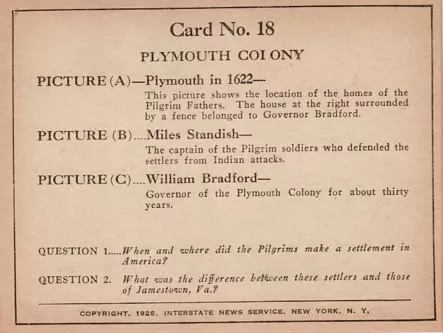 Card No. 18
PLYMOUTH COLONY
PICTURE (A)—Plymouth in 1622—
This picture shows the location of the homes of the
Pilgrim Fathers. The house at the right surrounded
by a fence belonged to Governor Bradford.
PICTURE (B)....Miles Standish—
The captain of the Pilgrim soldiers who defended the
settlers from Indian attacks.
PICTURE (C)....William Bradford—
Governor of the Plymouth Colony for about thirty
years.
QUESTION 1.....When and where did the Pilgrims make a settlement in
America?
QUESTION 2. What was the difference between these settlers and those
of Jamestown, Va.?
COPYRIGHT, 1926, INTERSTATE NEWS SERVICE, NEW YORK, N. Y.